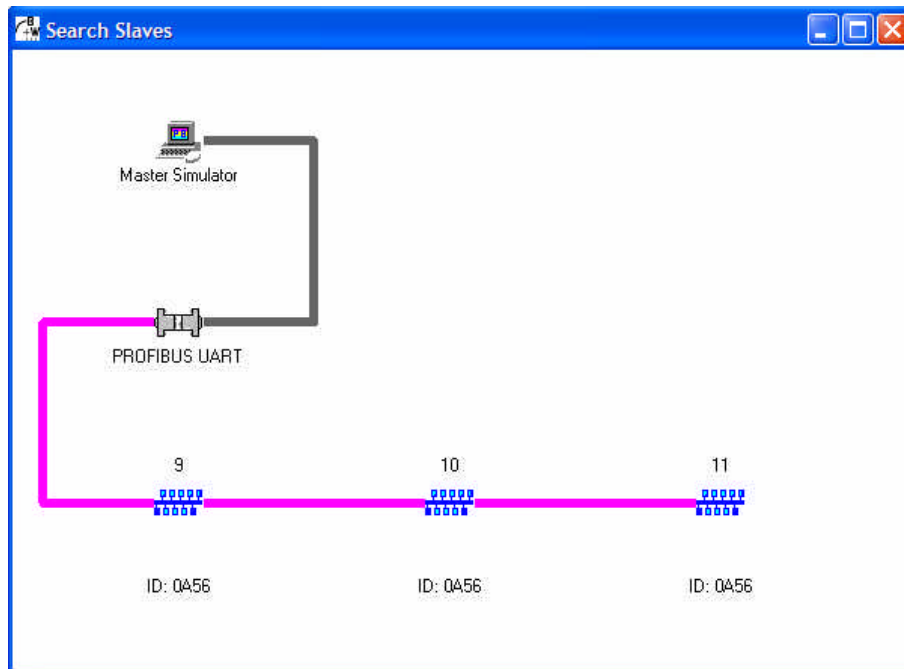 Search Slaves
Master Simulator
PROFIBUS UART
9 10 11
ID: 0A56 ID: 0A56 ID: 0A56